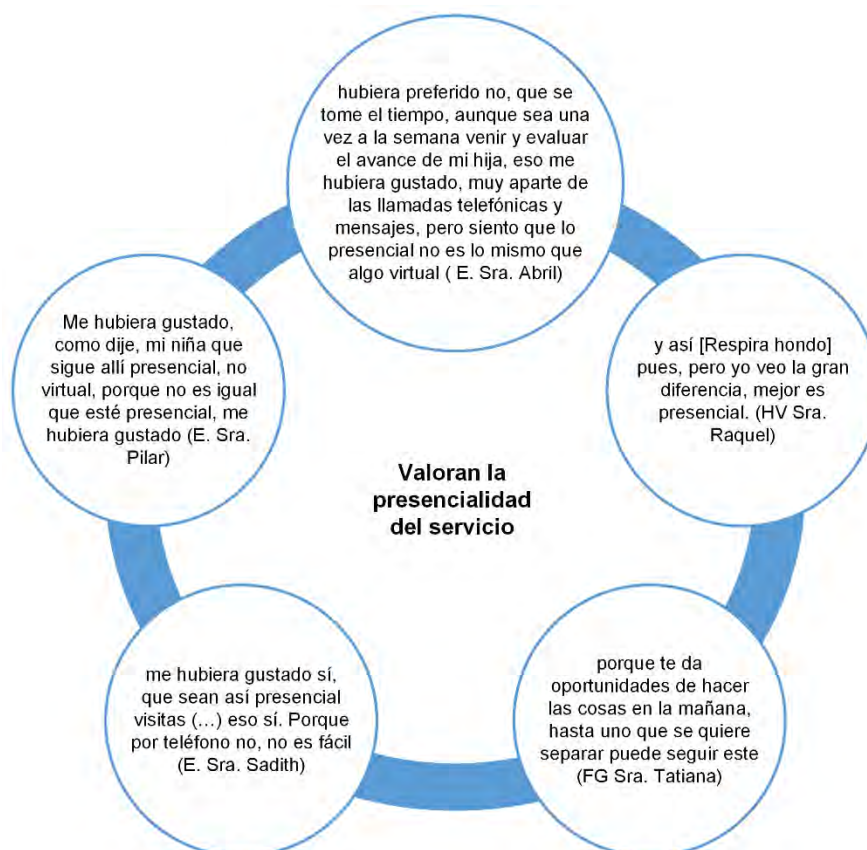 hubiera preferido no, que se
tome el tiempo, aunque sea una
vez a la semana venir y evaluar
el avance de mi hija, eso me
hubiera gustado, muy aparte de
las llamadas telefónicas y
mensajes, pero siento que lo
presencial no es lo mismo que
algo virtual ( E. Sra. Abril)
y así [Respira hondo]
pues, pero yo veo la gran
diferencia, mejor es
presencial. (HV Sra.
Raquel)
porque te da
oportunidades de hacer
las cosas en la mañana,
hasta uno que se quiere
separar puede seguir este
(FG Sra. Tatiana)
me hubiera gustado sí,
que sean así presencial
visitas (...) eso sí. Porque
por teléfono no, no es fácil
(E. Sra. Sadith)
Me hubiera gustado,
como dije, mi niña que
sigue allí presencial, no
virtual, porque no es igual
que esté presencial, me
hubiera gustado (E. Sra.
Pilar)
Valoran la
presencialidad
del servicio